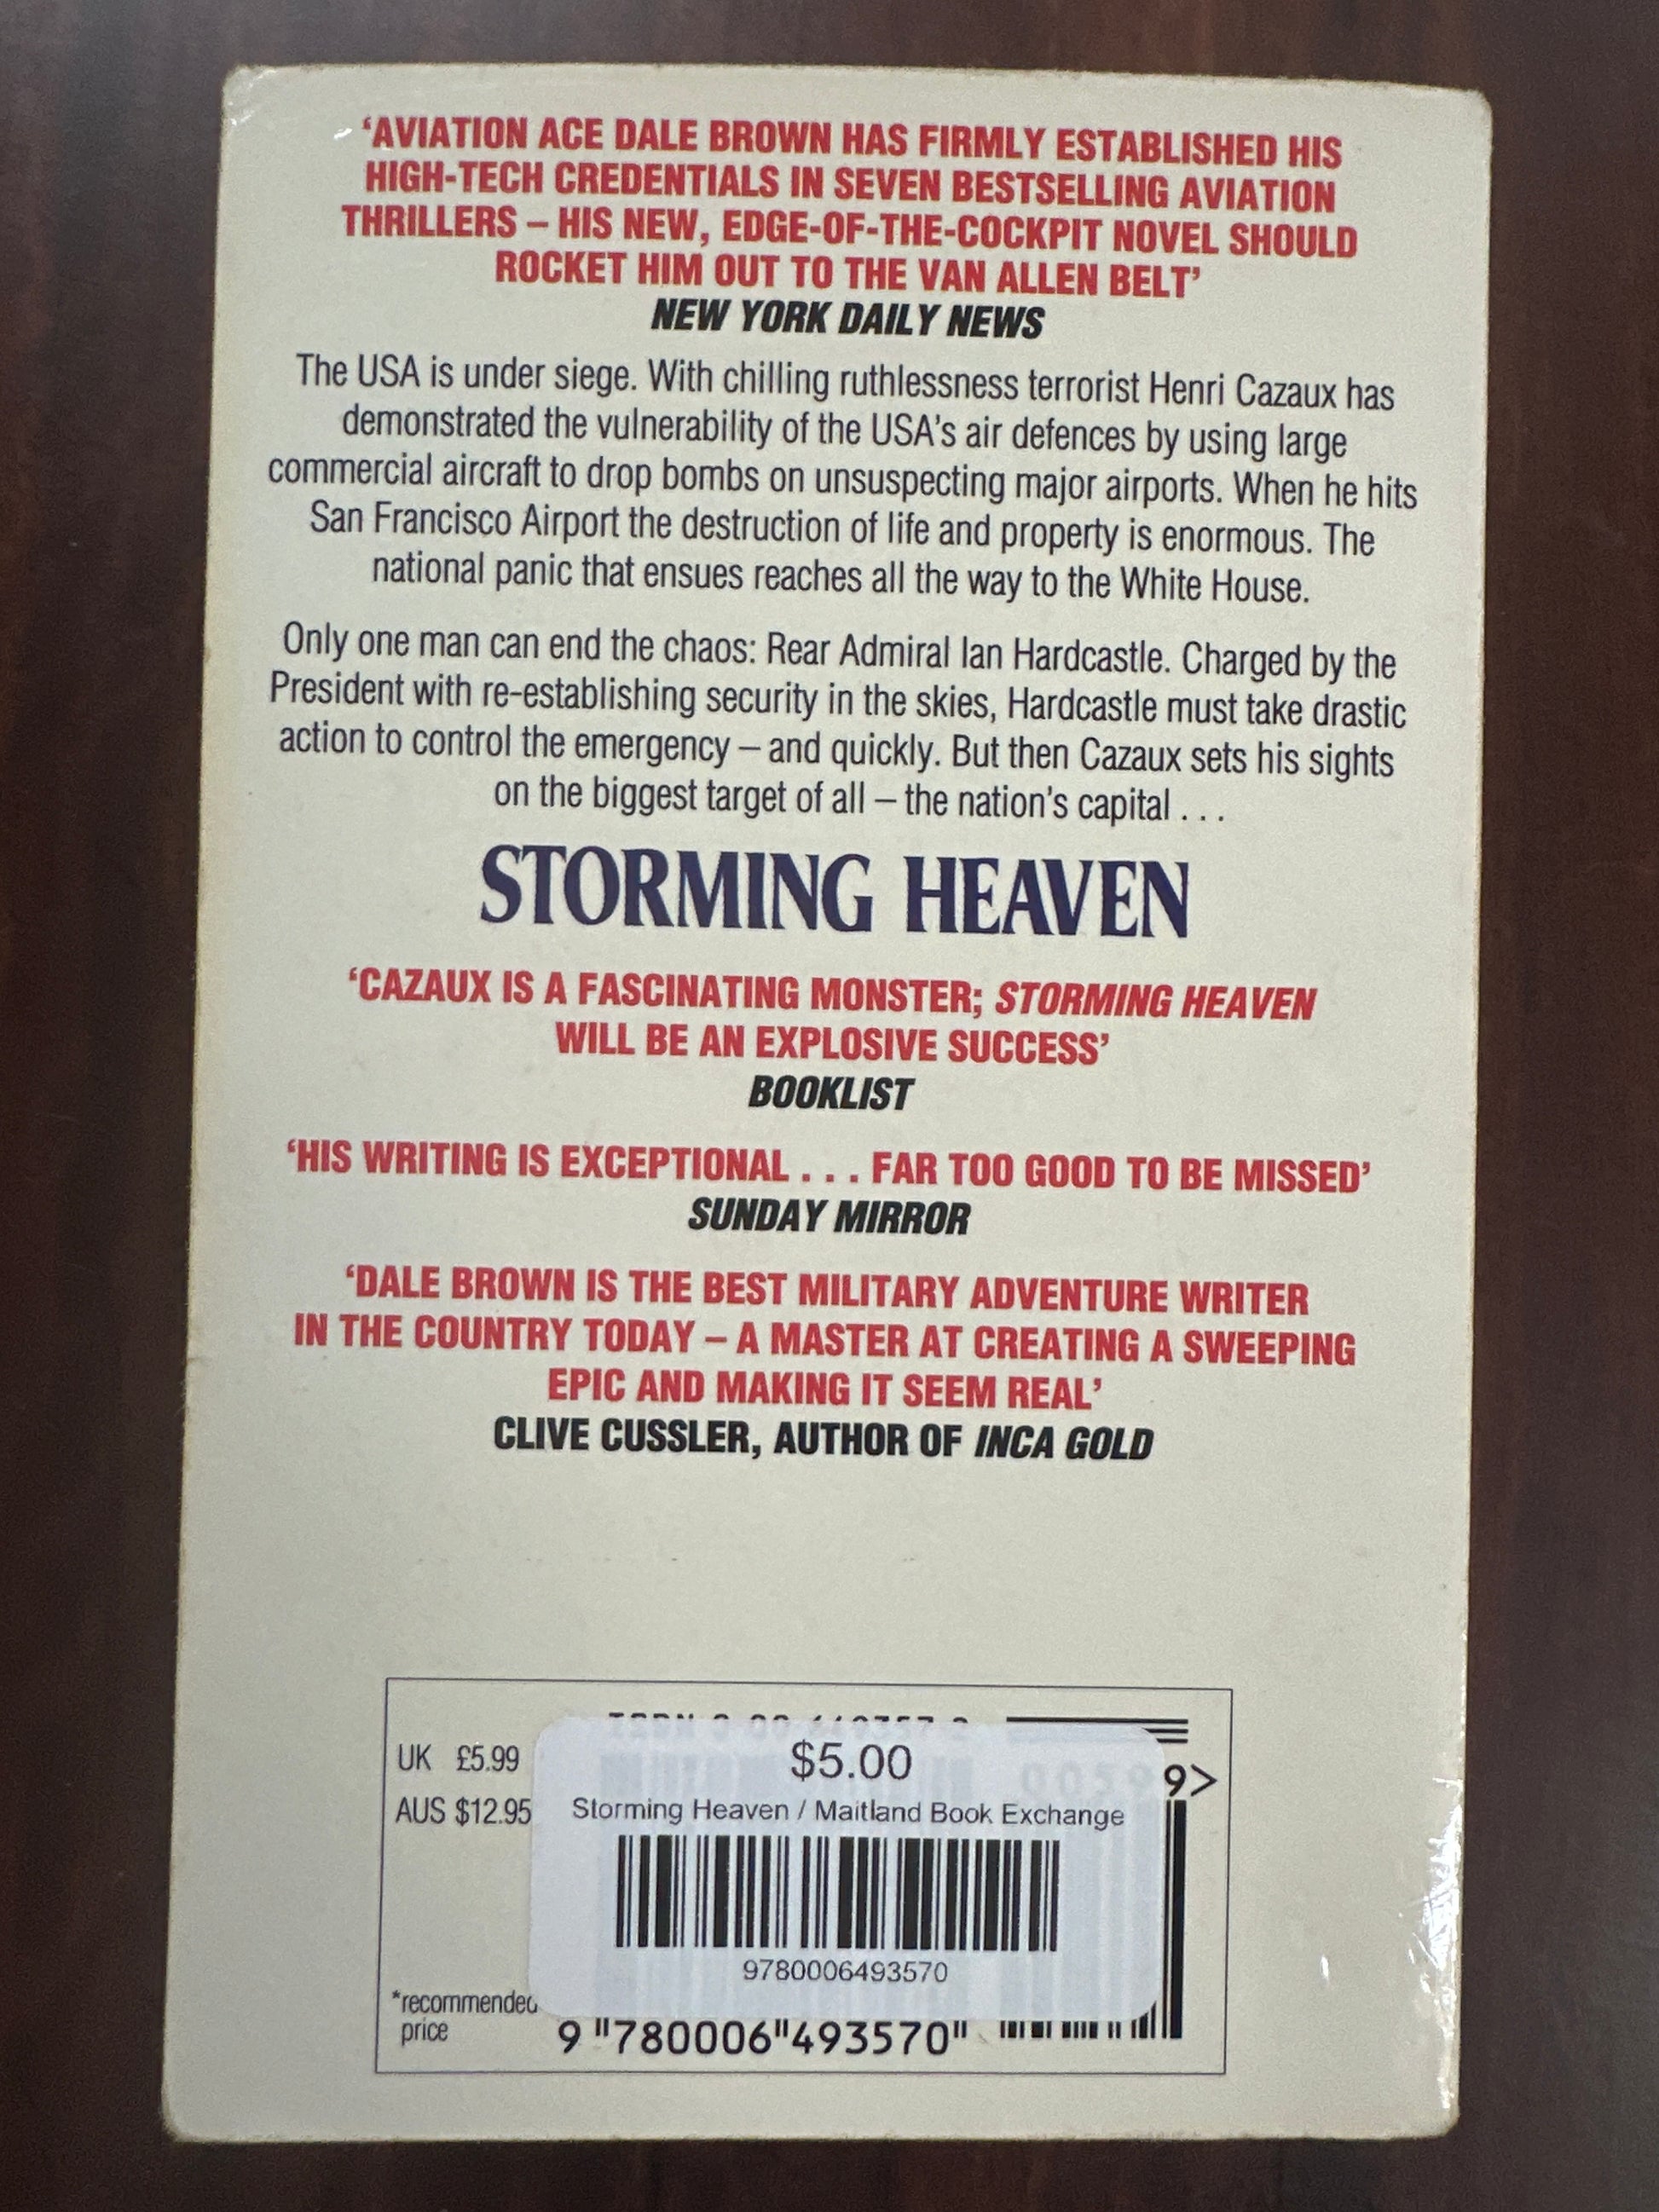 ‘AVIATION ACE DALE BROWN HAS FIRMLY ESTABLISHED HIS
HIGH-TECH CREDENTIALS IN SEVEN BESTSELLING AVIATION
THRILLERS – HIS NEW, EDGE-OF-THE-COCKPIT NOVEL SHOULD
ROCKET HIM OUT TO THE VAN ALLEN BELT’
NEW YORK DAILY NEWS
The USA is under siege. With chilling ruthlessness terrorist Henri Cazaux has
demonstrated the vulnerability of the USA’s air defences by using large
commercial aircraft to drop bombs on unsuspecting major airports. When he hits
San Francisco Airport the destruction of life and property is enormous. The
national panic that ensues reaches all the way to the White House.
Only one man can end the chaos: Rear Admiral Ian Hardcastle. Charged by the
President with re-establishing security in the skies, Hardcastle must take drastic
action to control the emergency – and quickly. But then Cazaux sets his sights
on the biggest target of all – the nation’s capital . . .
STORMING HEAVEN
‘CAZAUX IS A FASCINATING MONSTER; STORMING HEAVEN
WILL BE AN EXPLOSIVE SUCCESS’
BOOKLIST
‘HIS WRITING IS EXCEPTIONAL . . . FAR TOO GOOD TO BE MISSED’
SUNDAY MIRROR
‘DALE BROWN IS THE BEST MILITARY ADVENTURE WRITER
IN THE COUNTRY TODAY – A MASTER AT CREATING A SWEEPING
EPIC AND MAKING IT SEEM REAL’
CLIVE CUSSLER, AUTHOR OF INCA GOLD
UK £5.99
AUS $12.95
*recommended
price
$5.00
00599>
Storming Heaven / Maitland Book Exchange
9780006493570
9 "780006"493570"